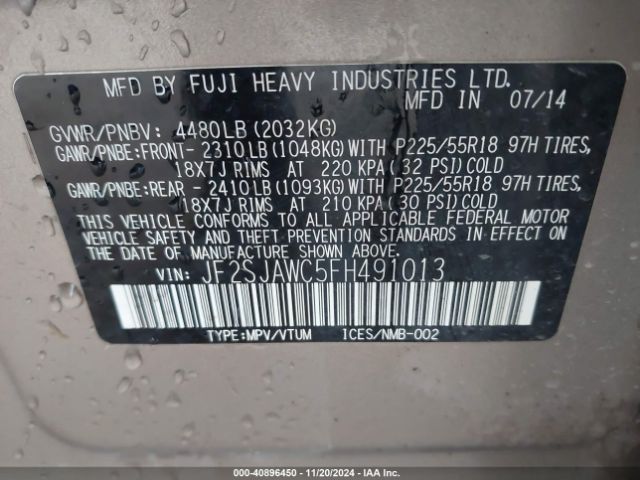 MFD BY FUJI HEAVY INDUSTRIES LTD.
MFD IN 07/14
GVWR/PNBV: 4480LB(2032KG)
GAWR/PNBE:FRONT- 2310LB(1048KG)WITH P225/55R18 97H TIRES,
18X7J RIMS AT 220 KPA(32 PSI)COLD
GAWR/PNBE:REAR - 2410LB(1093KG)WITH P225/55R18 97H TIRES,
18X7J RIMS AT 210 KPA(30 PSI)COLD
THIS VEHICLE CONFORMS TO ALL APPLICABLE FEDERAL MOTOR
VEHICLE SAFETY AND THEFT PREVENTION STANDARDS IN EFFECT
ON THE DATE OF MANUFACTURE SHOWN ABOVE.
VIN: JF2SJAWC5FH491013
TYPE:MPV/VTUM ICES/NMB-002
000-40896450 - 11/20/2024 - IAA Inc.